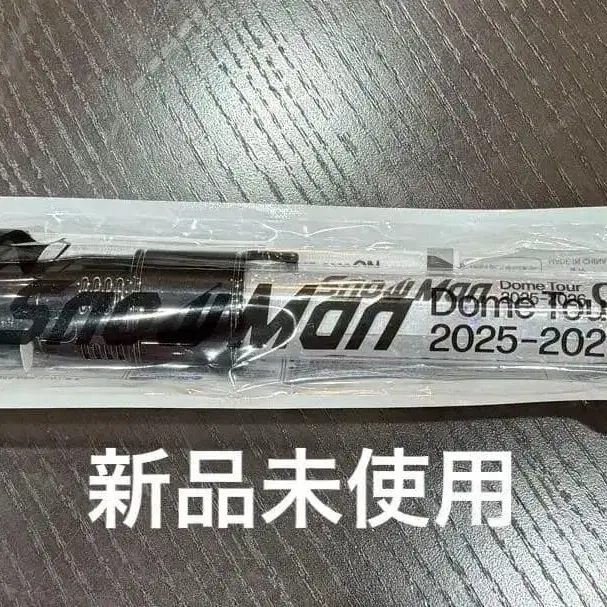 Snow Man
Snow Man
Dome Tour
2025-2026
Dome Tou
2025-202
MADE IN CHINA
新品未使用